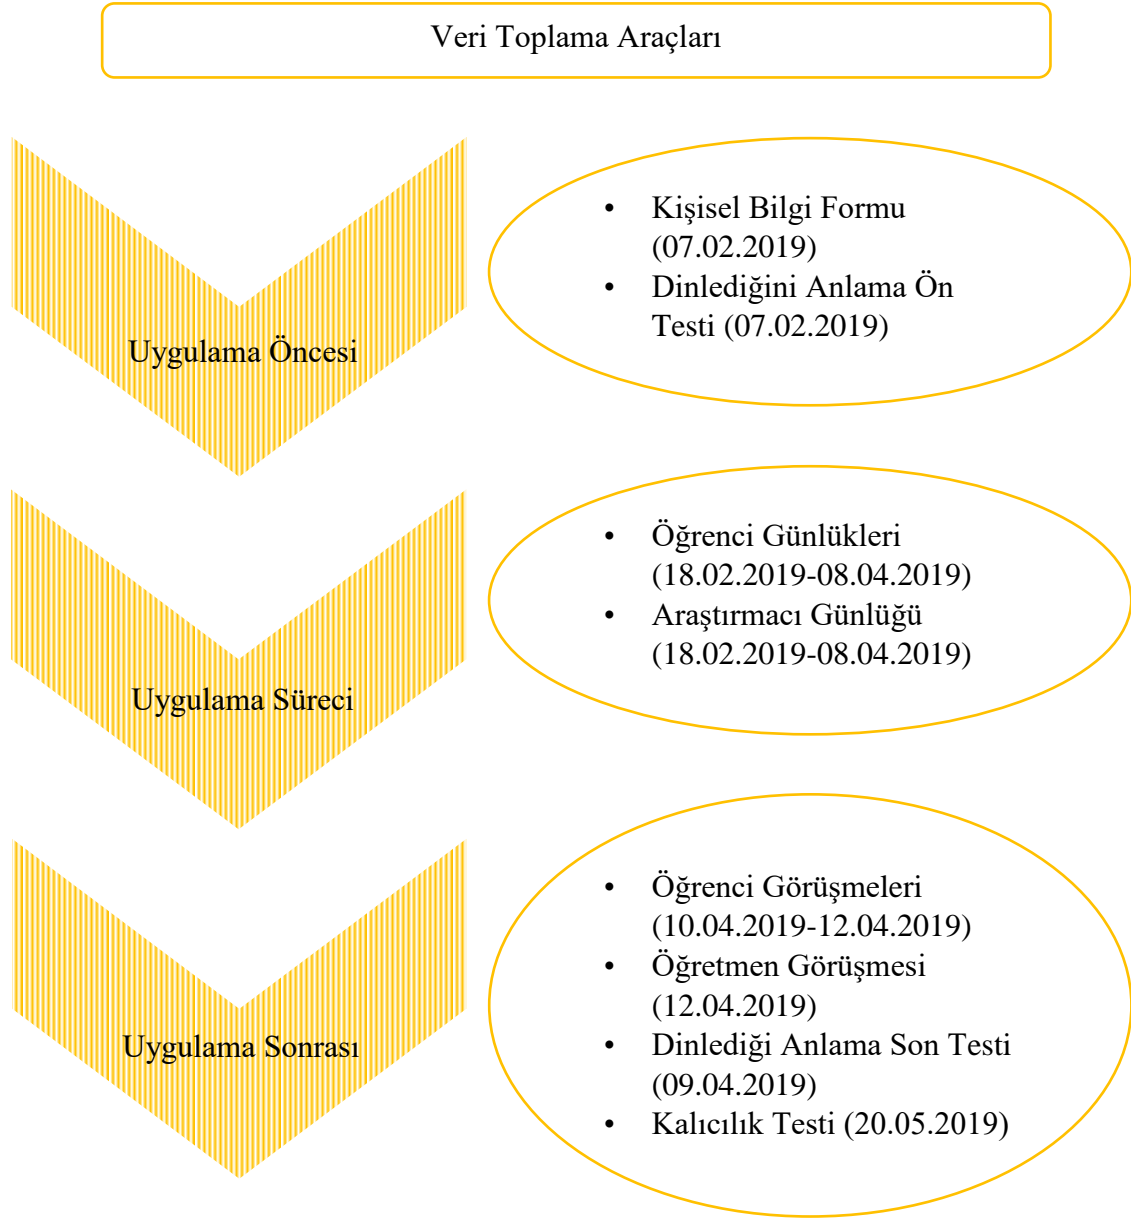 Veri Toplama Araçları
Uygulama Öncesi
• Kişisel Bilgi Formu
(07.02.2019)
• Dinlediğini Anlama Ön
Testi (07.02.2019)
Uygulama Süreci
• Öğrenci Günlükleri
(18.02.2019-08.04.2019)
• Araştırmacı Günlüğü
(18.02.2019-08.04.2019)
Uygulama Sonrası
• Öğrenci Görüşmeleri
(10.04.2019-12.04.2019)
• Öğretmen Görüşmesi
(12.04.2019)
• Dinlediği Anlama Son Testi
(09.04.2019)
• Kalıcılık Testi (20.05.2019)